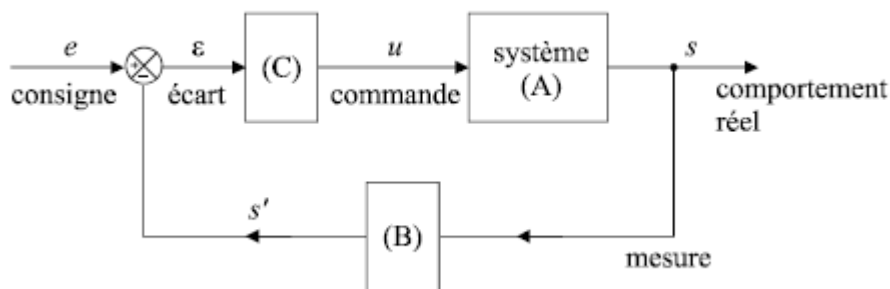 e
consigne
+
−
ε
écart
(C)
u
commande
système
(A)
s
comportement
réel
s′
(B)
mesure